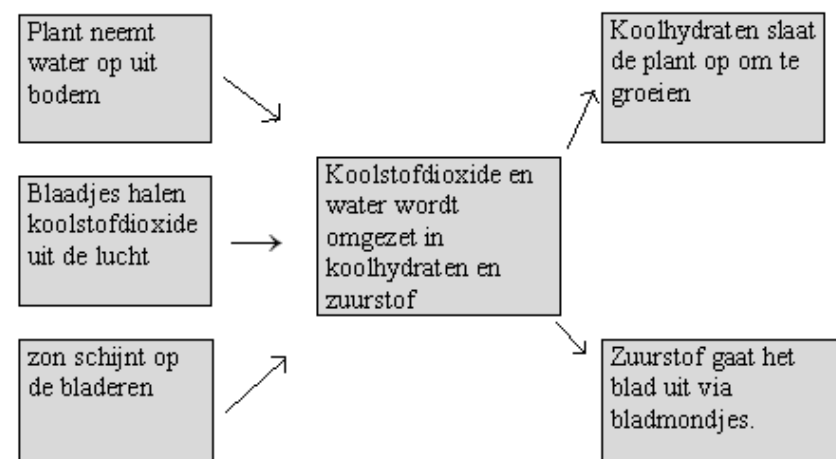 Plant neemt
water op uit
bodem
Blaadjes halen
koolstofdioxide
uit de lucht
zon schijnt op
de bladeren
Koolstofdioxide en
water wordt
omgezet in
koolhydraten en
zuurstof
Koolhydraten slaat
de plant op om te
groeien
Zuurstof gaat het
blad uit via
bladmondjes.